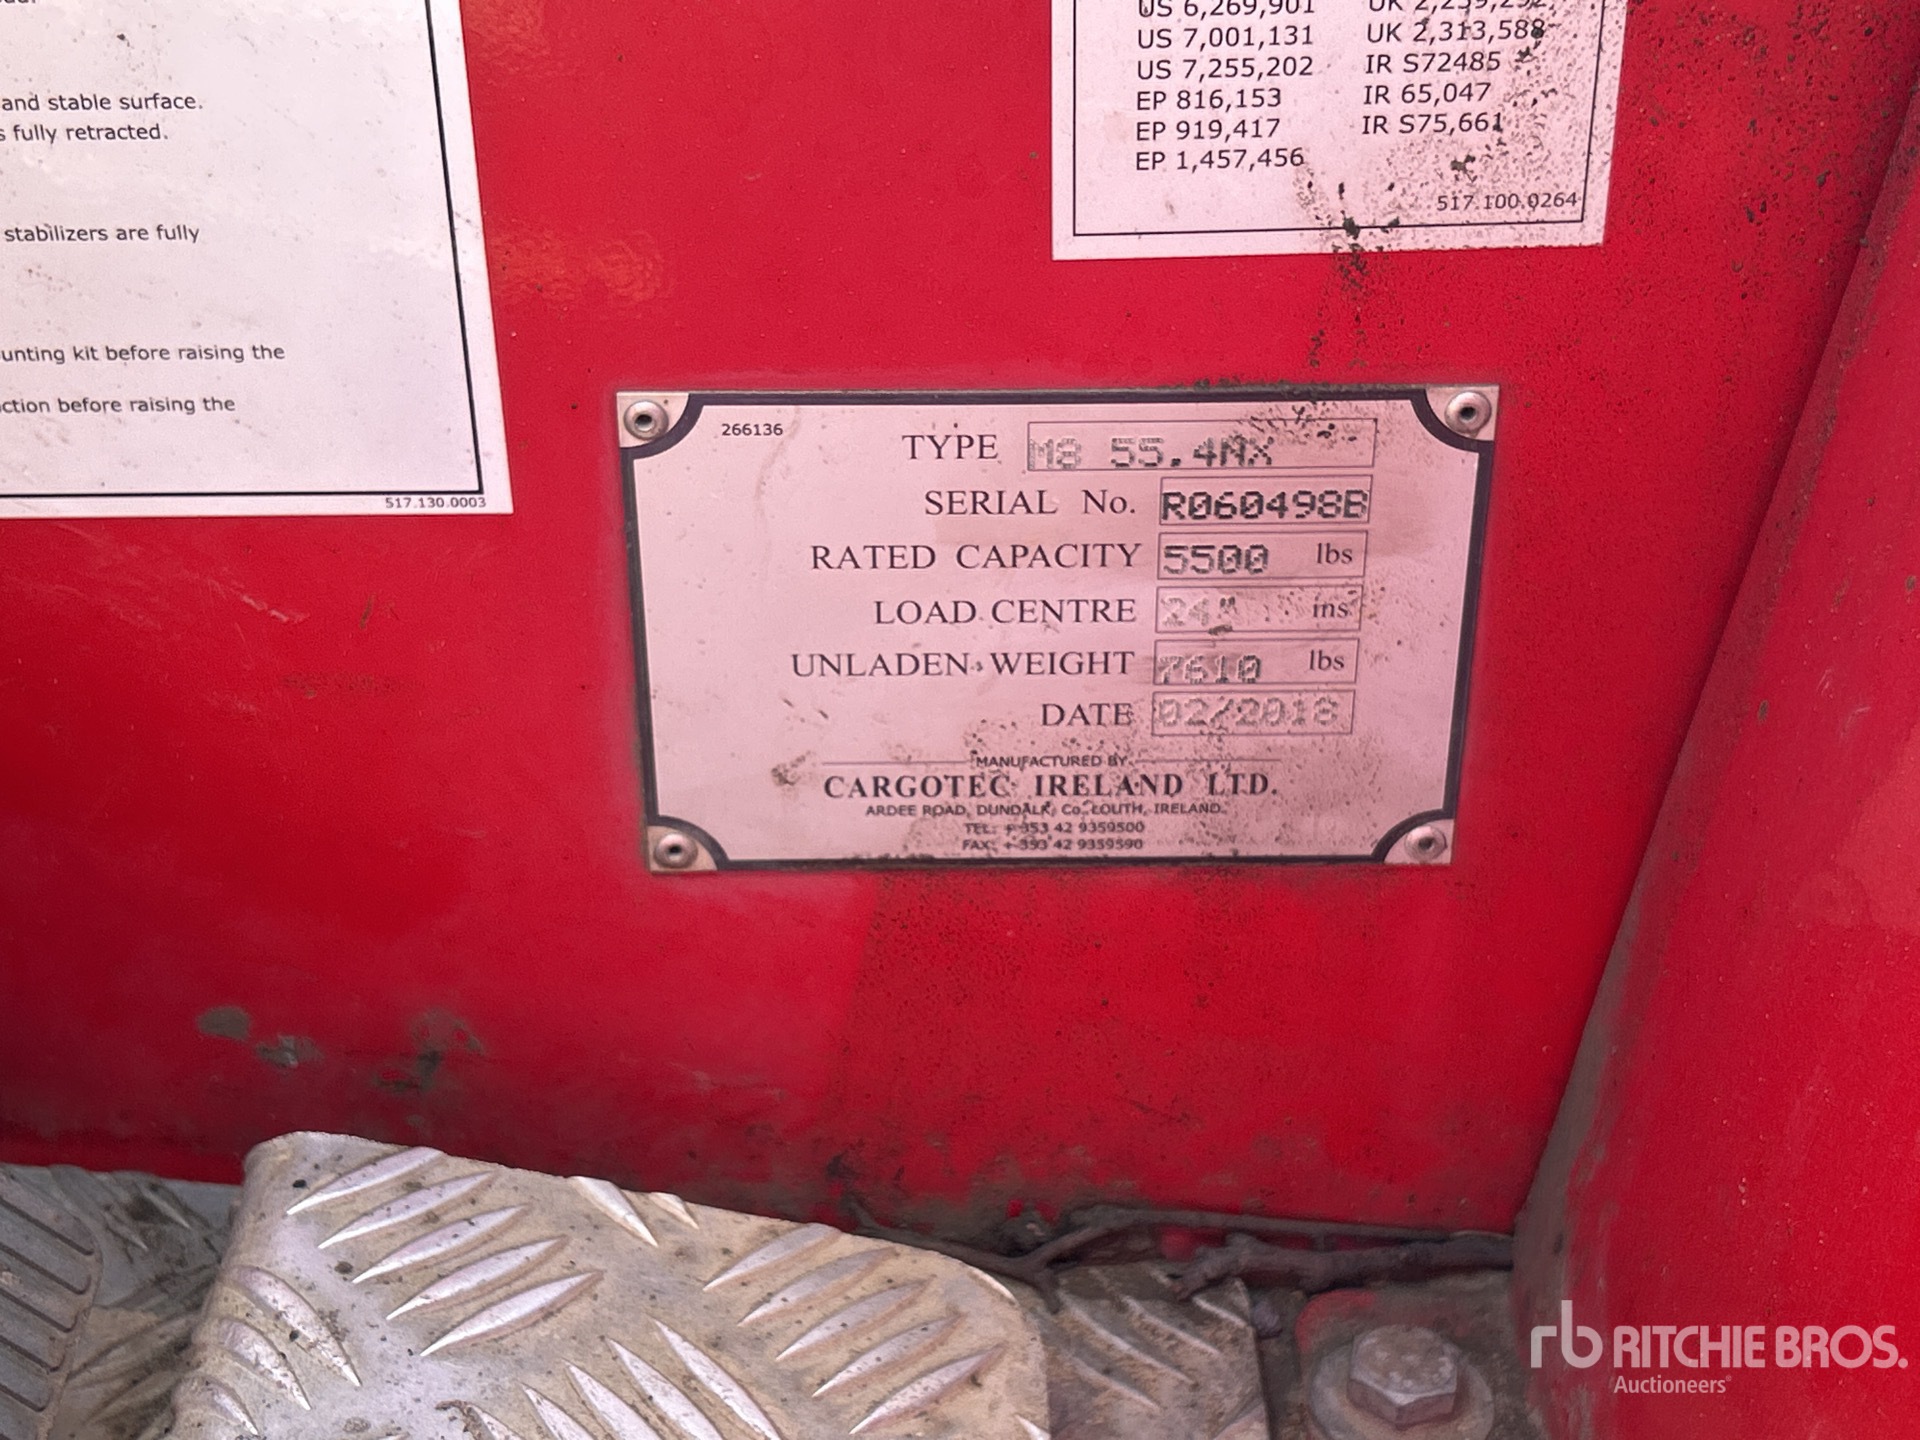 and stable surface.
fully retracted.
stabilizers are fully
unting kit before raising the
ction before raising the
517.130.0003
US 6,269,901 UK 2,239,292
US 7,001,131 UK 2,313,588
US 7,255,202 IR S72485
EP 816,153 IR 65,047
EP 919,417 IR S75,661
EP 1,457,456
517.100.0264
266136
TYPE M8 55.4NX
SERIAL No. R060498B
RATED CAPACITY 5500 lbs
LOAD CENTRE 24" ins
UNLADEN WEIGHT 7610 lbs
DATE 02/2018
MANUFACTURED BY
CARGOTEC IRELAND LTD.
ARDEE ROAD, DUNDALK, Co. LOUTH, IRELAND.
TEL: + 353 42 9359500
FAX: + 353 42 9359590
rb RITCHIE BROS.
Auctioneers